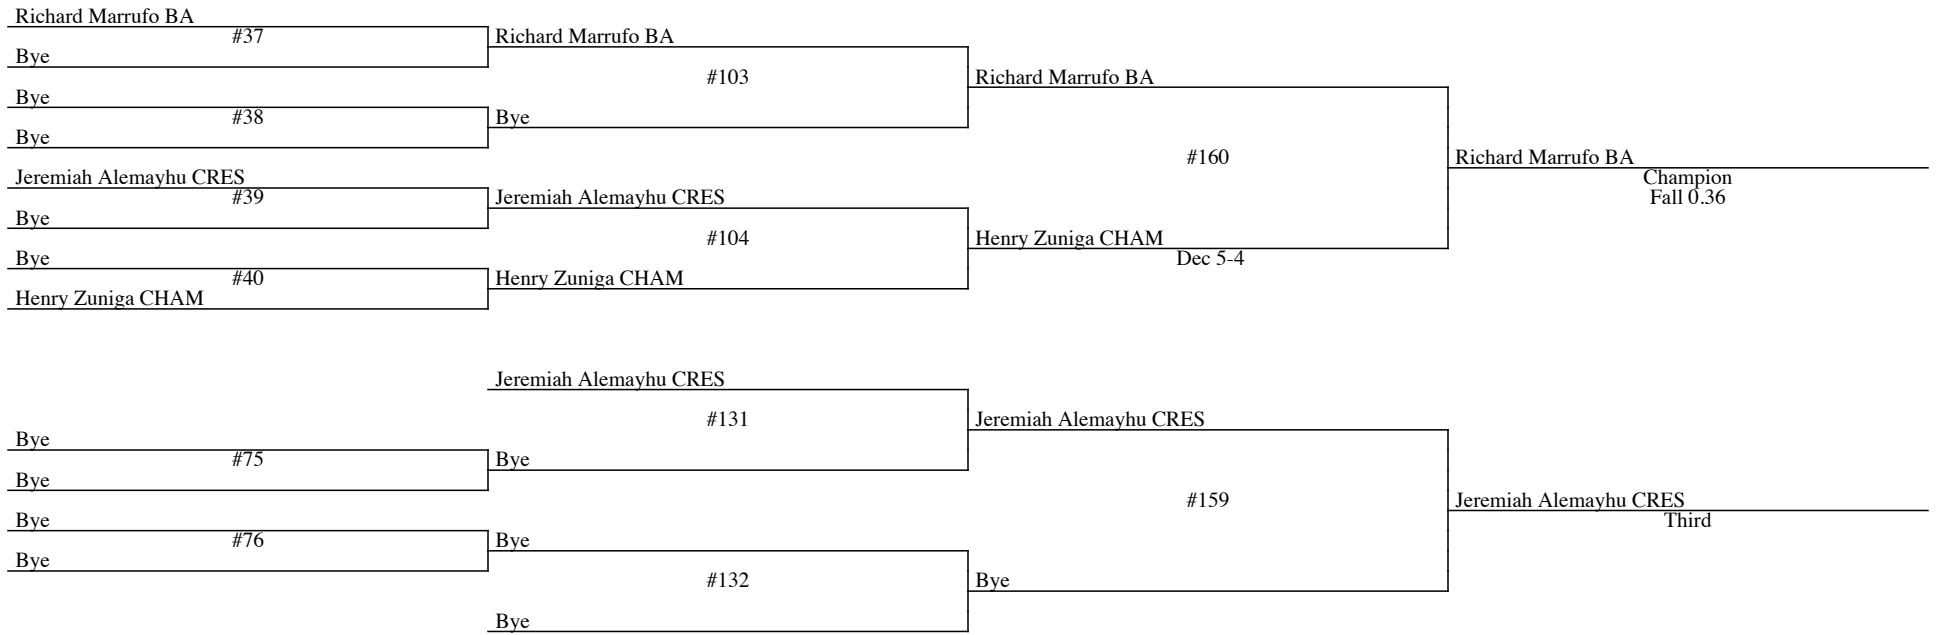 Richard Marrufo BA
#37
Richard Marrufo BA
Bye
#103
Richard Marrufo BA
Bye
#38
Bye
Bye
#160
Richard Marrufo BA
Champion
Fall 0.36
Jeremiah Alemayhu CRES
#39
Jeremiah Alemayhu CRES
Bye
#104
Henry Zuniga CHAM
Dec 5-4
Bye
#40
Henry Zuniga CHAM
Henry Zuniga CHAM
Jeremiah Alemayhu CRES
#131
Jeremiah Alemayhu CRES
Bye
#75
Bye
Bye
#159
Jeremiah Alemayhu CRES
Third
Bye
#76
Bye
Bye
#132
Bye
Bye